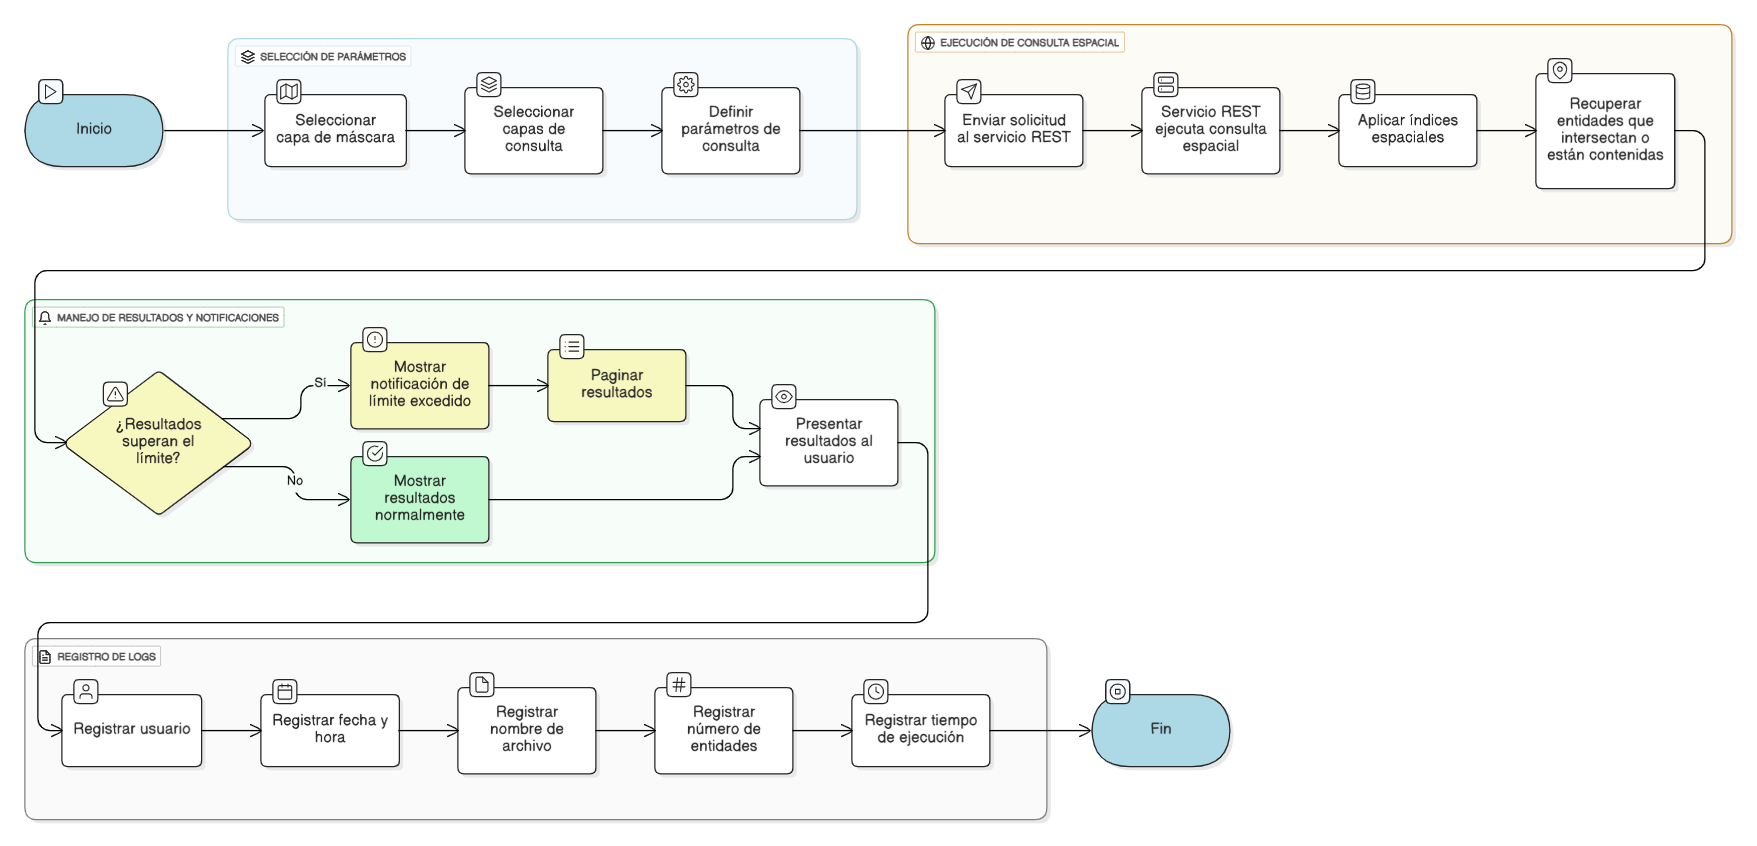 SELECCIÓN DE PARÁMETROS
EJECUCIÓN DE CONSULTA ESPACIAL
Inicio
Seleccionar
capa de máscara
Seleccionar
capas de
consulta
Definir
parámetros de
consulta
Enviar solicitud
al servicio REST
Servicio REST
ejecuta consulta
espacial
Aplicar índices
espaciales
Recuperar
entidades que
intersectan o
están contenidas
MANEJO DE RESULTADOS Y NOTIFICACIONES
¿Resultados
superan el
límite?
Sí
No
Mostrar
notificación de
límite excedido
Paginar
resultados
Mostrar
resultados
normalmente
Presentar
resultados al
usuario
REGISTRO DE LOGS
Registrar usuario
Registrar fecha y
hora
Registrar
nombre de
archivo
Registrar
número de
entidades
Registrar tiempo
de ejecución
Fin